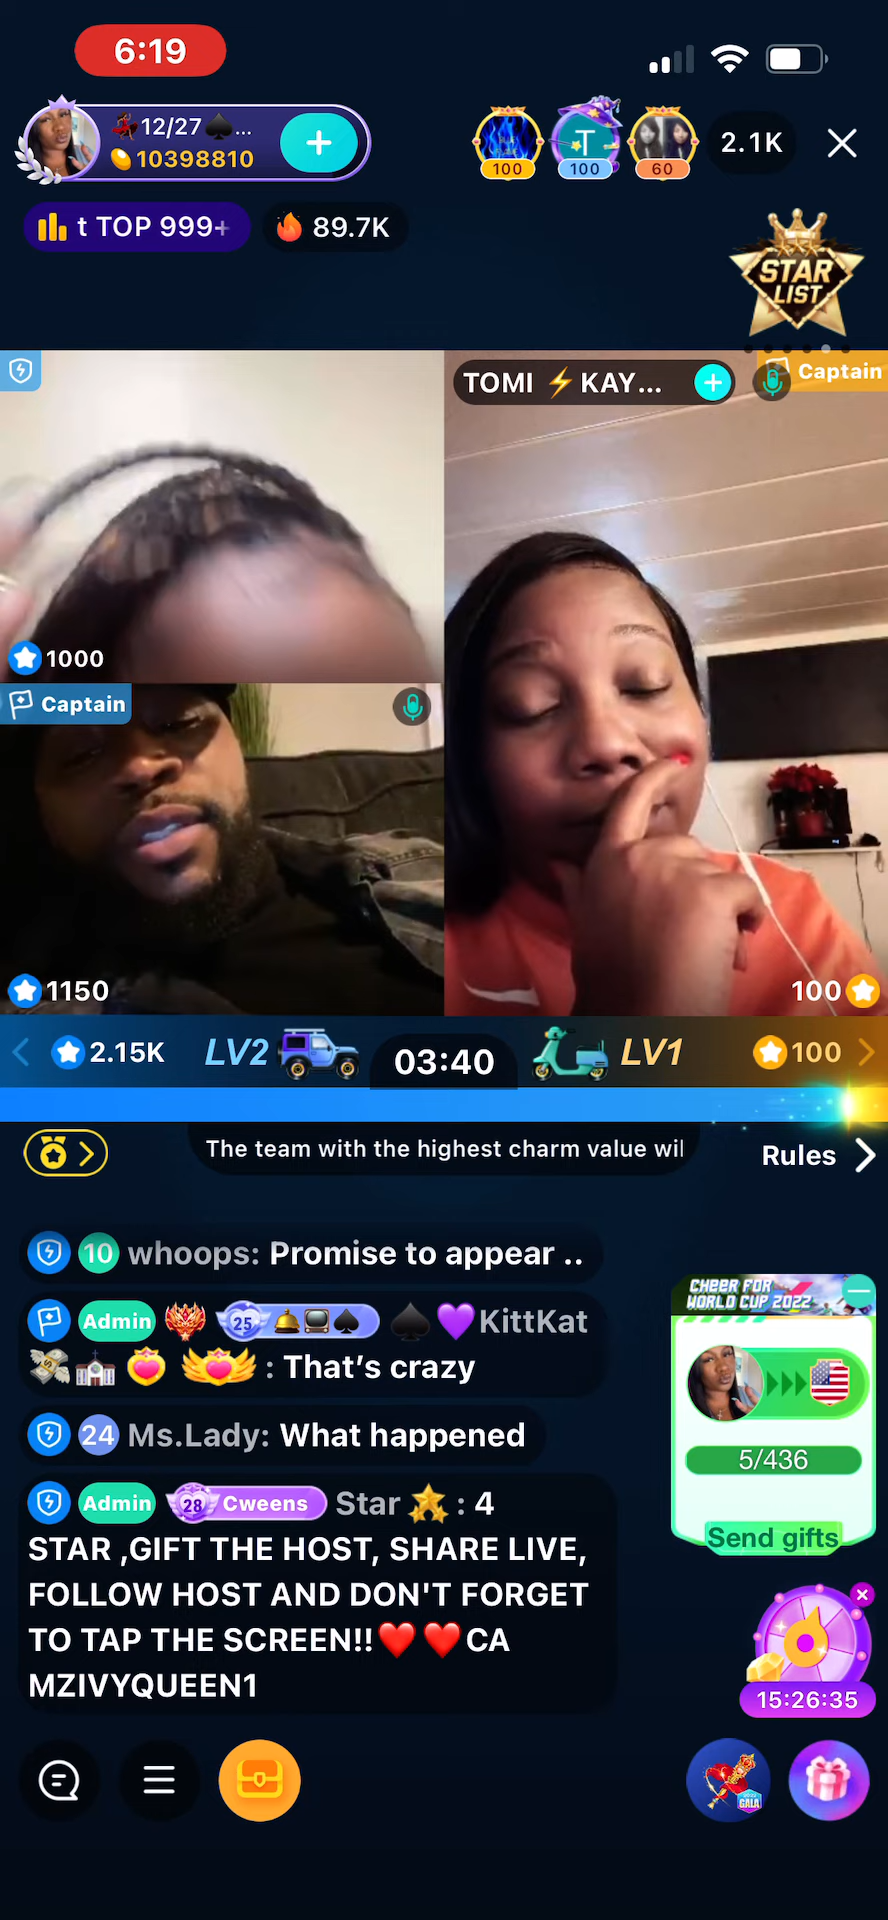 6:19
12/27 ...
10398810
100
T
100
60
2.1K
t TOP 999+
89.7K
STAR
LIST
TOMI ⚡KAY...
Captain
1000
Captain
1150
100
2.15K
LV2
03:40
LV1
100
The team with the highest charm value wil
Rules
10 whoops: Promise to appear ..
Admin 25 ♠️💜KittKat
💸💒 : That's crazy
24 Ms.Lady: What happened
Admin 28 Cweens Star : 4
STAR ,GIFT THE HOST, SHARE LIVE,
FOLLOW HOST AND DON'T FORGET
TO TAP THE SCREEN!!❤️❤️CA
MZIVYQUEEN1
CHEER FOR
WORLD CUP 2022
5/436
Send gifts
15:26:35
GALA